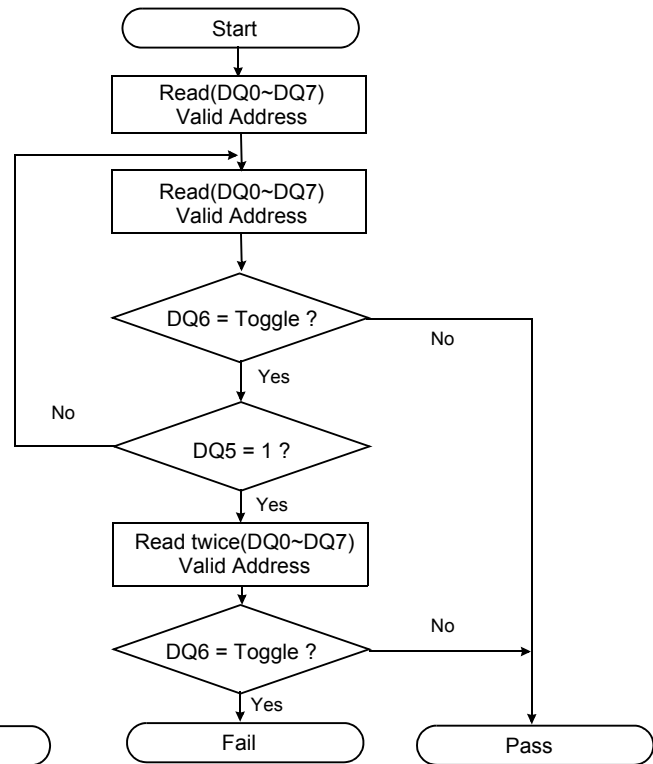 Start
Read(DQ0~DQ7)
Valid Address
Read(DQ0~DQ7)
Valid Address
DQ6 = Toggle ?
No
Yes
No
DQ5 = 1 ?
Yes
Read twice(DQ0~DQ7)
Valid Address
DQ6 = Toggle ?
No
Yes
Fail
Pass